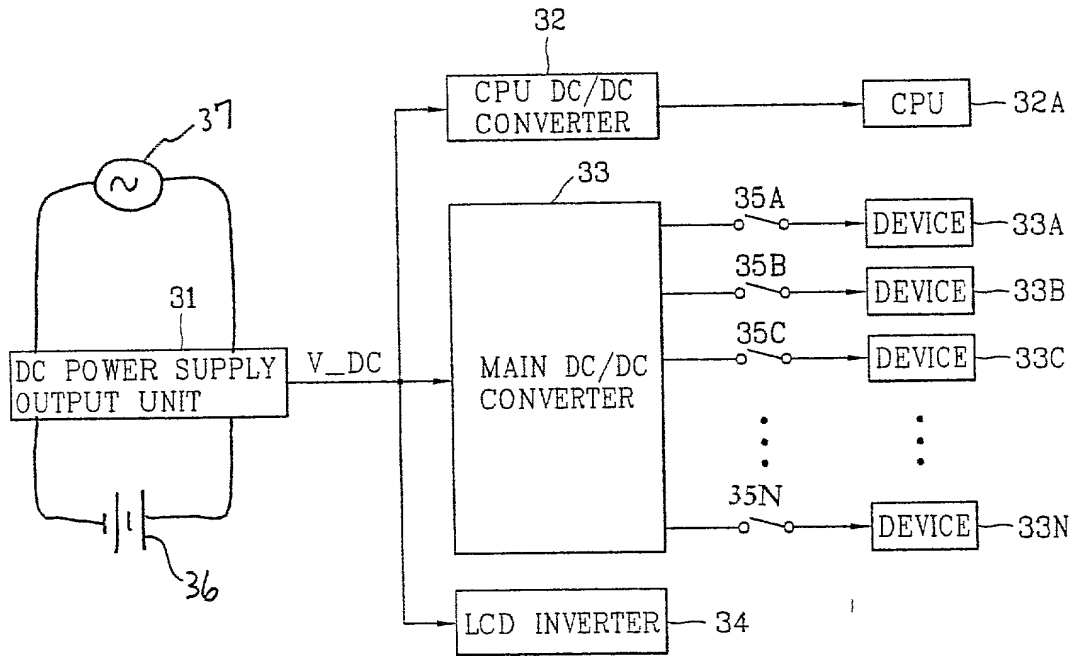 32
CPU DC/DC
CONVERTER
CPU
32A
37
~
33
35A
DEVICE
33A
35B
DEVICE
33B
31
35C
DEVICE
33C
DC POWER SUPPLY
OUTPUT UNIT
V_DC
MAIN DC/DC
CONVERTER
35N
DEVICE
33N
36
LCD INVERTER
34